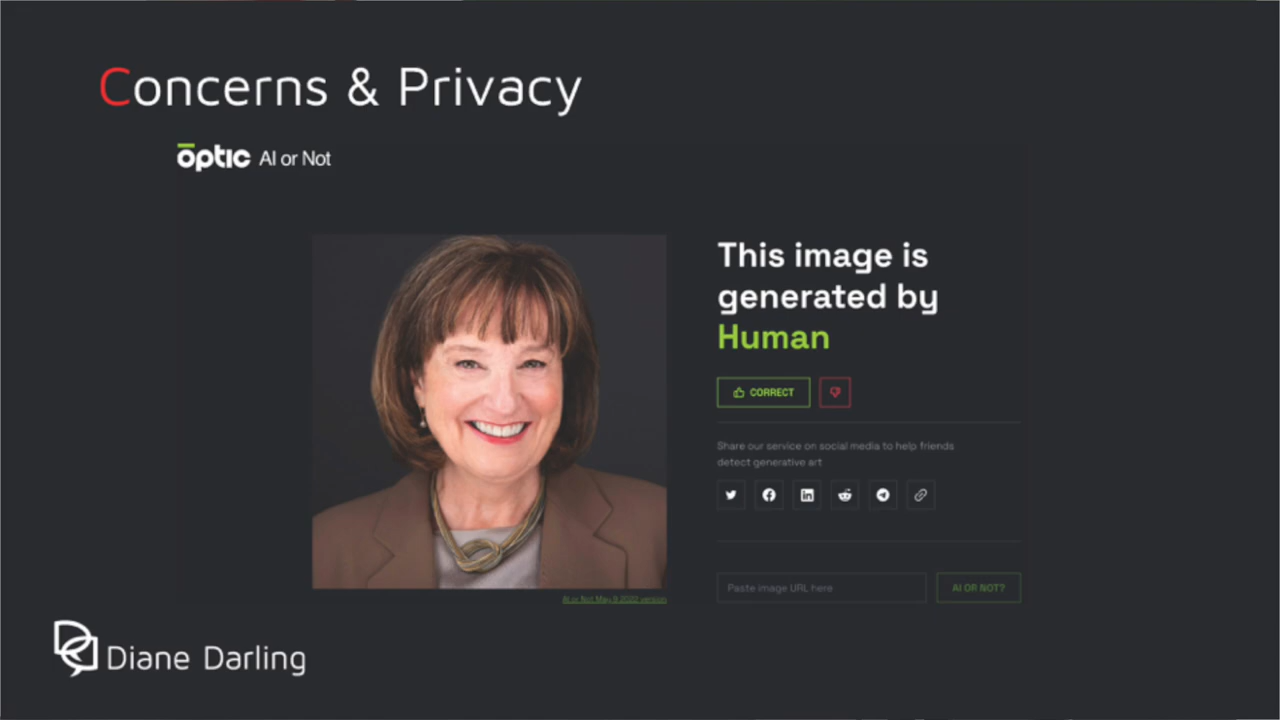 Concerns & Privacy
optic AI or Not
This image is
generated by
Human
CORRECT
Share our service on social media to help friends
detect generative art
Paste image URL here
AI OR NOT?
AI or Not May 9 2022 version
Diane Darling